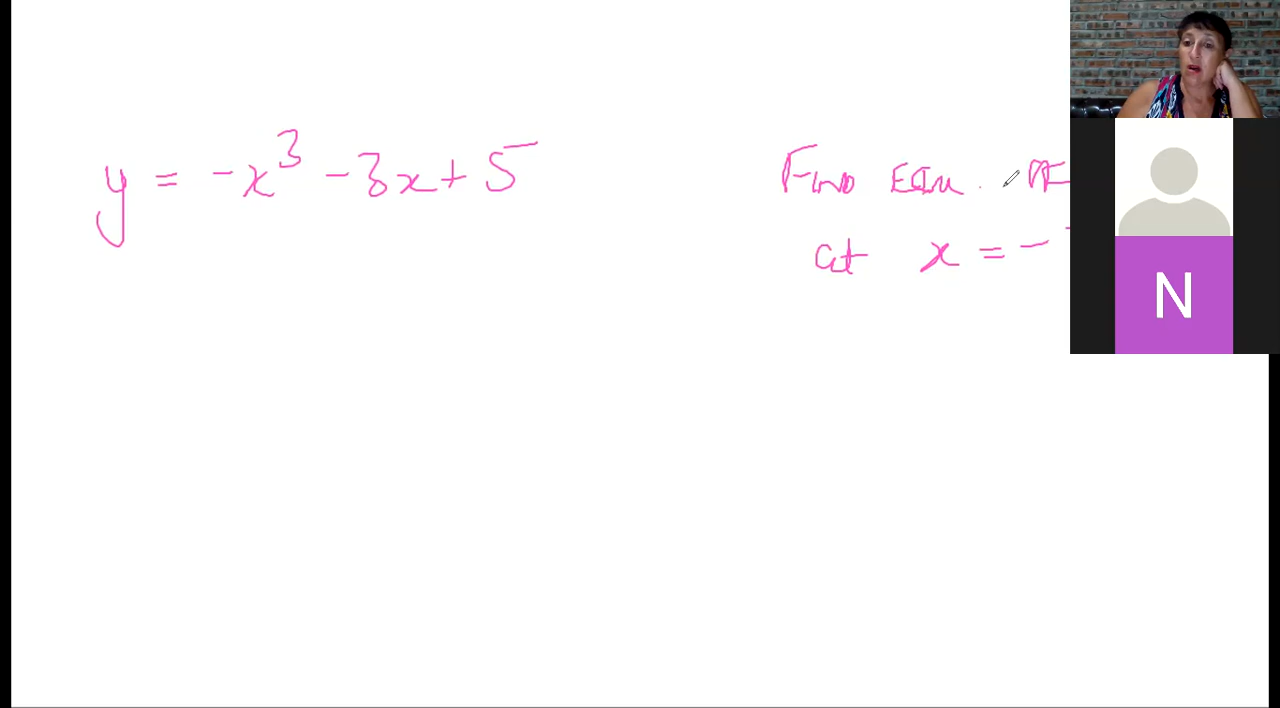 y = -x³ - 3x + 5
Find Eqn.
at x = -
N